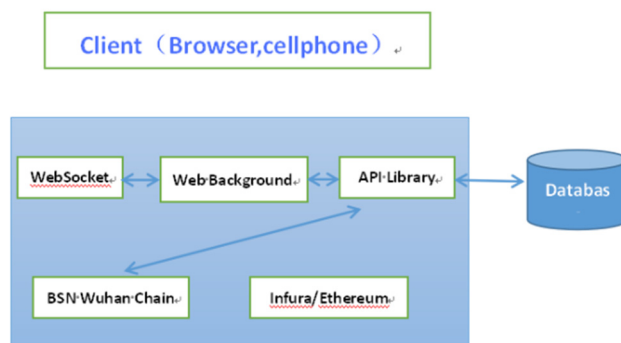 Client（Browser,cellphone）
WebSocket
Web Background
API Library
Databas
BSN Wuhan Chain
Infura/Ethereum